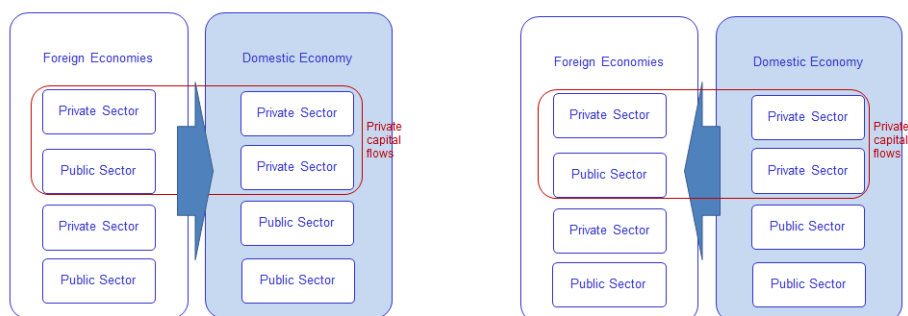 Foreign Economies
Domestic Economy
Private Sector
Private Sector
Public Sector
Private Sector
Private
capital
flows
Private Sector
Public Sector
Public Sector
Public Sector
Foreign Economies
Domestic Economy
Private Sector
Private Sector
Public Sector
Private Sector
Private
capital
flows
Private Sector
Public Sector
Public Sector
Public Sector